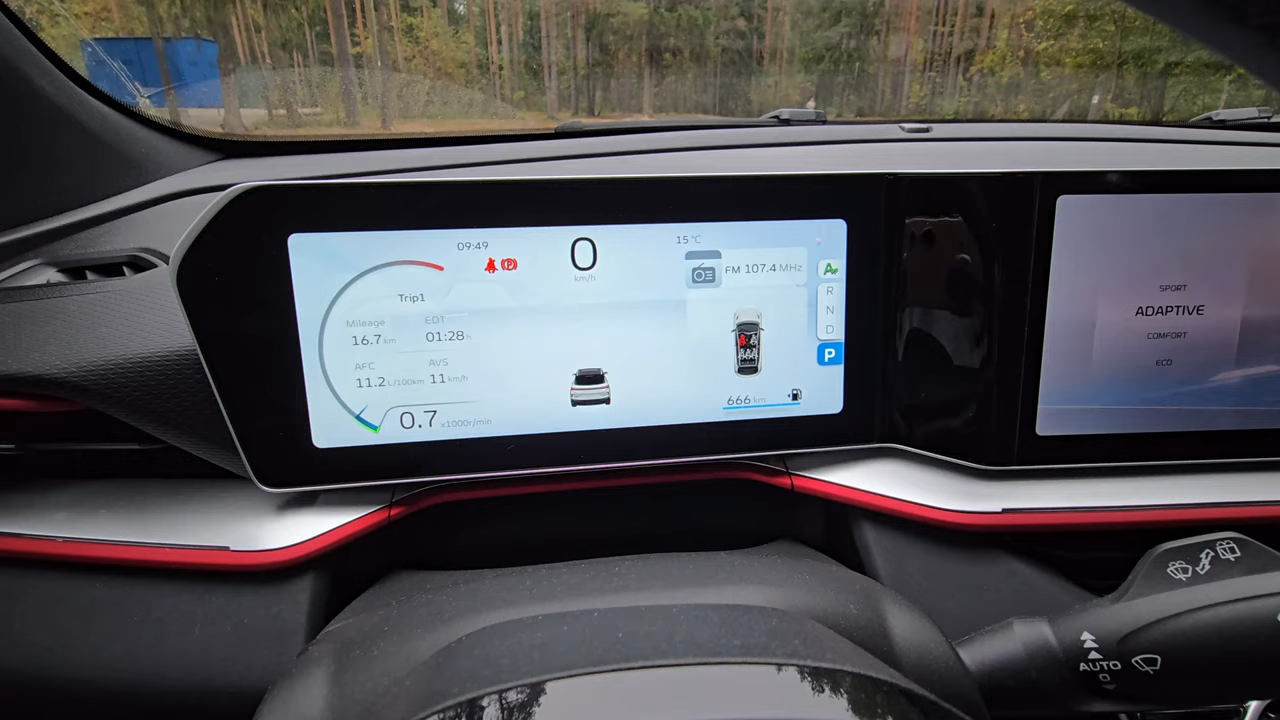 09:49
0
km/h
15 °C
FM 107.4 MHz
A
R
N
D
P
Trip1
Mileage
16.7 km
EDT
01:28 h
AFC
11.2 L/100km
AVS
11 km/h
0.7 x1000r/min
666 km
SPORT
ADAPTIVE
COMFORT
ECO
AUTO
O